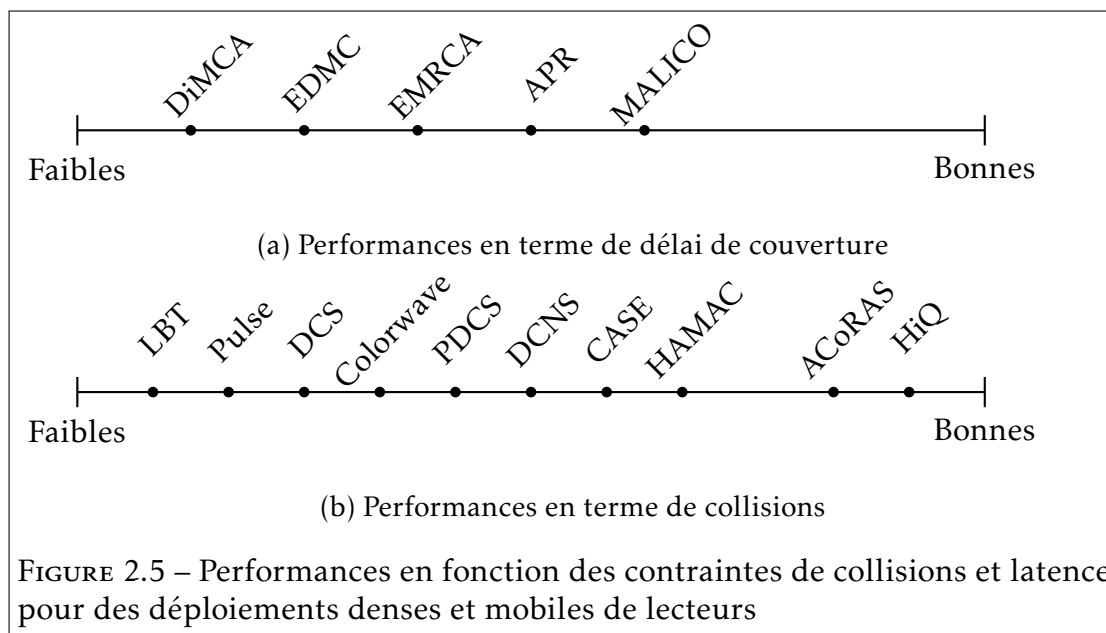 DiMCA EDMC EMRCA APR MALICO
Faibles Bonnes
(a) Performances en terme de délai de couverture
LBT Pulse DCS Colorwave PDCS DCNS CASE HAMAC ACoRAS HiQ
Faibles Bonnes
(b) Performances en terme de collisions
FIGURE 2.5 – Performances en fonction des contraintes de collisions et latence
pour des déploiements denses et mobiles de lecteurs